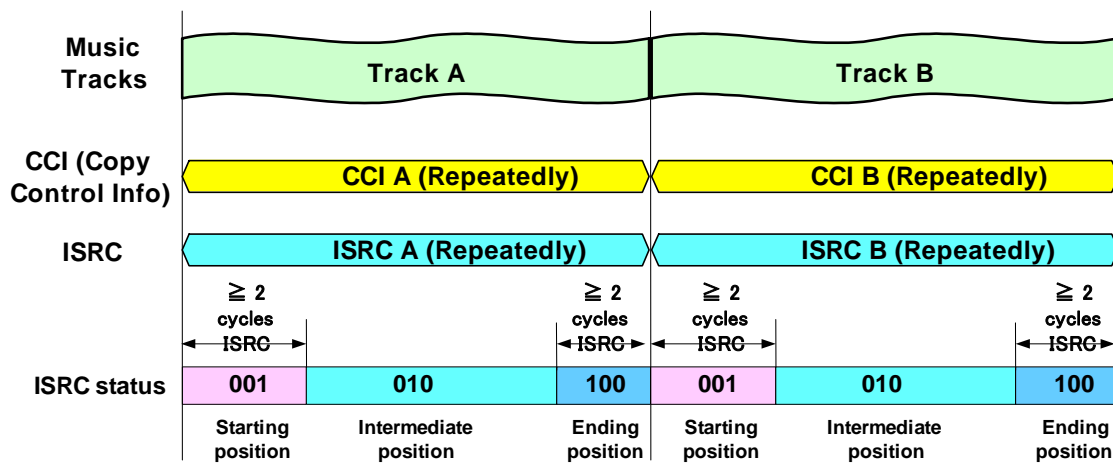 Music
Tracks
Track A
Track B
CCI (Copy
Control Info)
CCI A (Repeatedly)
CCI B (Repeatedly)
ISRC
ISRC A (Repeatedly)
ISRC B (Repeatedly)
≧ 2
cycles
ISRC
≧ 2
cycles
ISRC
≧ 2
cycles
ISRC
≧ 2
cycles
ISRC
ISRC status
001
010
100
001
010
100
Starting
position
Intermediate
position
Ending
position
Starting
position
Intermediate
position
Ending
position